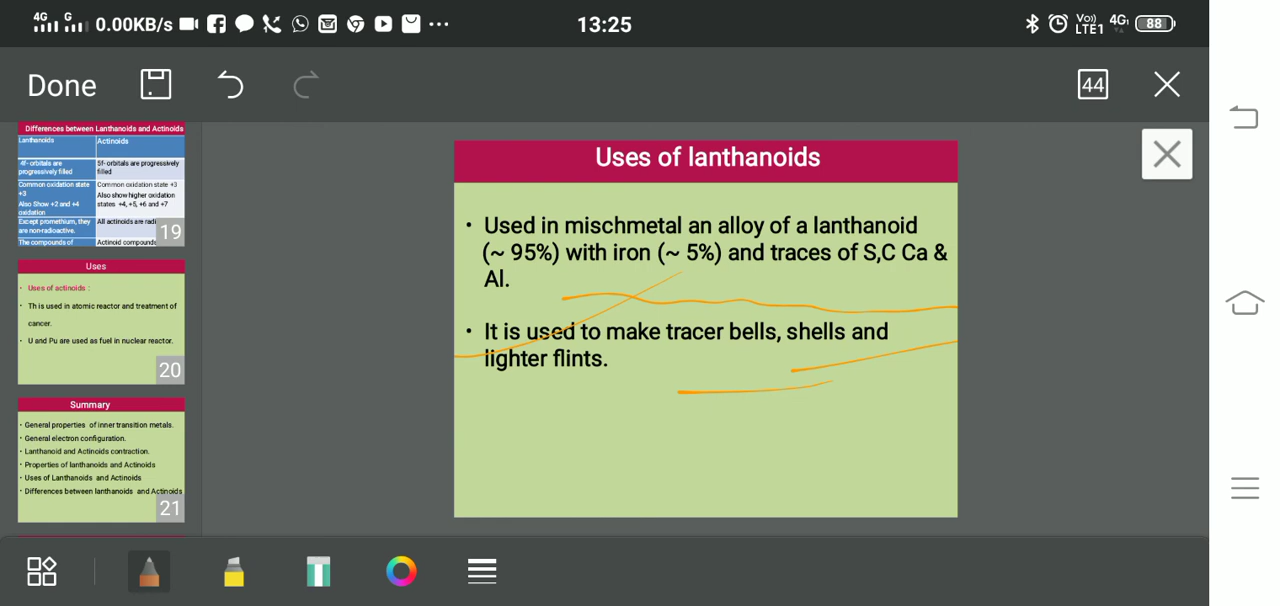 4G G 0.00KB/s 13:25 Vo)) LTE1 4G 88
Done 44
Differences between Lanthanoids and Actinoids
Lanthanoids Actinoids
4f- orbitals are progressively filled 5f- orbitals are progressively filled
Common oxidation state +3 Common oxidation state +3
Also Show +2 and +4 oxidation Also show higher oxidation states +4, +5, +6 and +7
Except promethium, they are non-radioactive. All actinoids are radi
The compounds of Actinoid compounds
19
Uses
• Uses of actinoids :
• Th is used in atomic reactor and treatment of
cancer.
• U and Pu are used as fuel in nuclear reactor.
20
Summary
• General properties of inner transition metals.
• General electron configuration.
• Lanthanoid and Actinoids contraction.
• Properties of lanthanoids and Actinoids
• Uses of Lanthanoids and Actinoids
• Differences between lanthanoids and Actinoids
21
Uses of lanthanoids
• Used in mischmetal an alloy of a lanthanoid
(~ 95%) with iron (~ 5%) and traces of S,C Ca &
Al.
• It is used to make tracer bells, shells and
lighter flints.